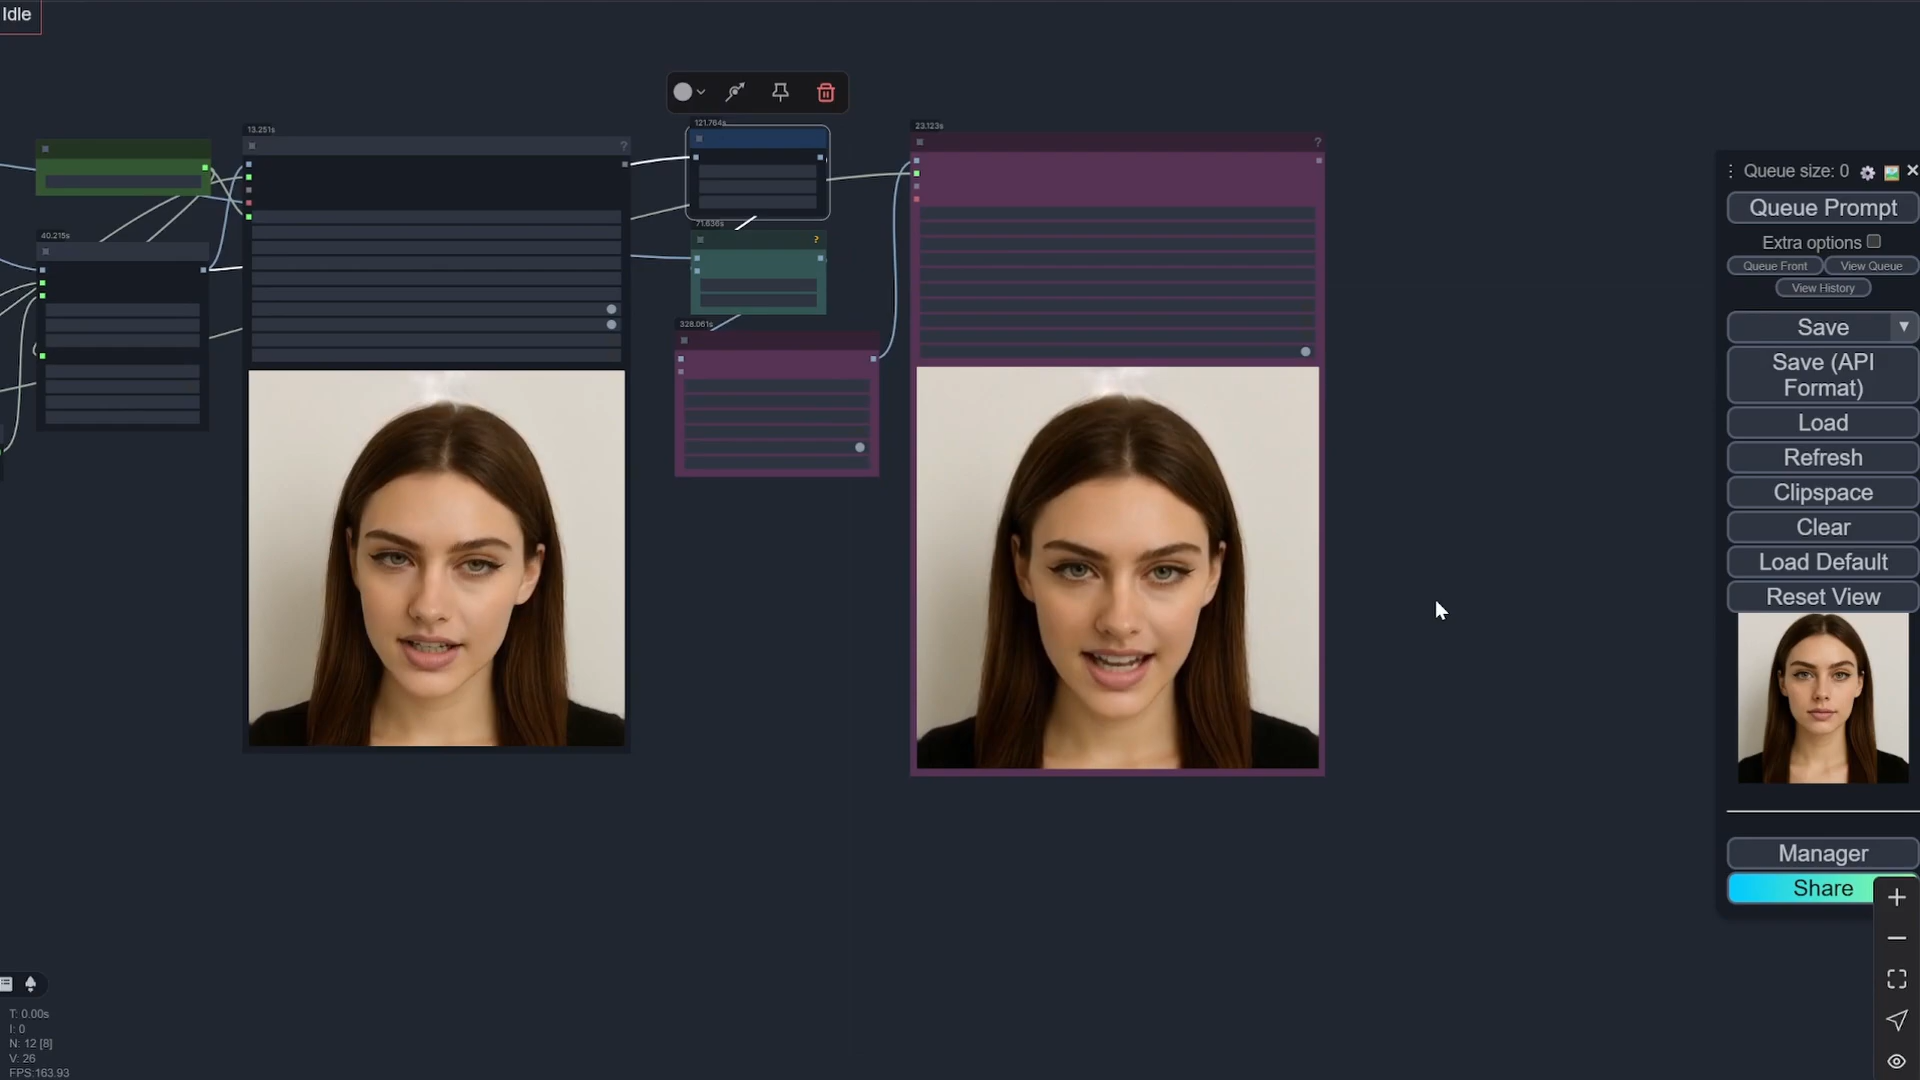 Idle
13.251s
?
121.764s
23.123s
?
40.215s
71.636s
?
328.061s
Queue size: 0
Queue Prompt
Extra options
Queue Front
View Queue
View History
Save
▼
Save (API
Format)
Load
Refresh
Clipspace
Clear
Load Default
Reset View
Manager
Share
T: 0.00s
I: 0
N: 12 [8]
V: 26
FPS:163.93